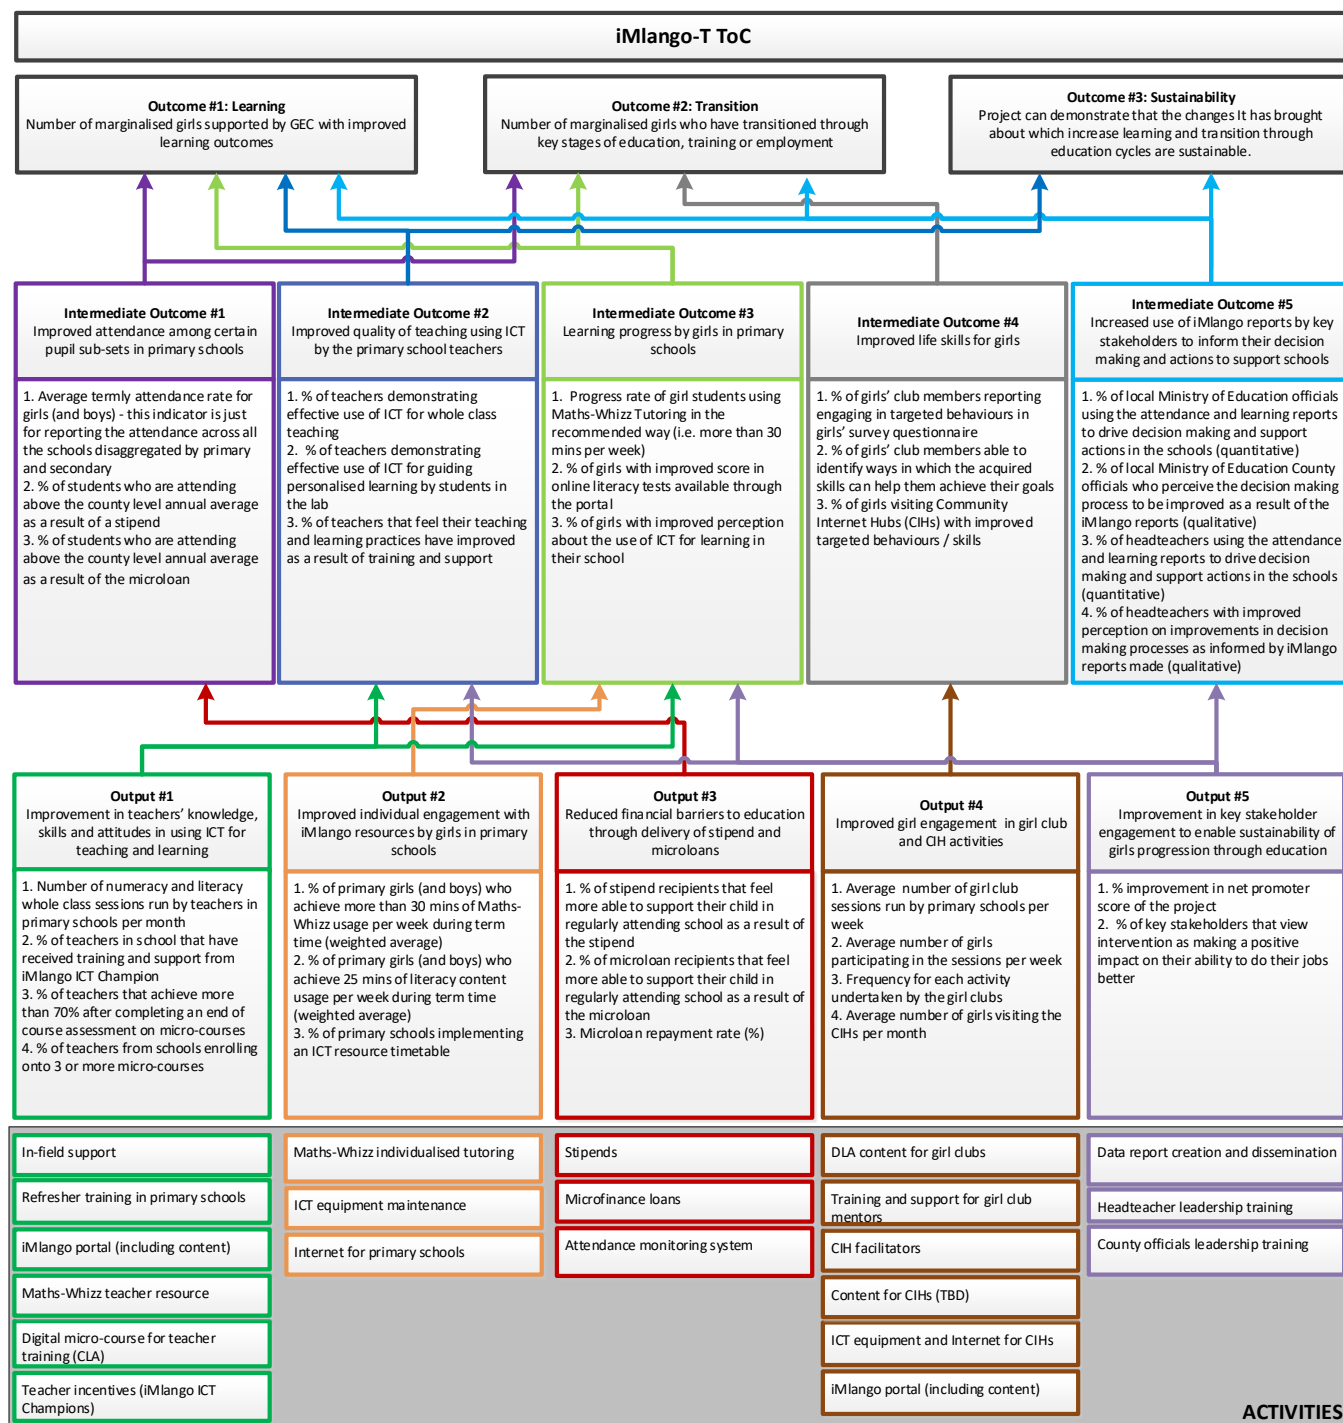 iMlango-T ToC
Outcome #1: Learning
Number of marginalised girls supported by GEC with improved
learning outcomes
Outcome #2: Transition
Number of marginalised girls who have transitioned through
key stages of education, training or employment
Outcome #3: Sustainability
Project can demonstrate that the changes It has brought
about which increase learning and transition through
education cycles are sustainable.
Intermediate Outcome #1
Improved attendance among certain
pupil sub-sets in primary schools
1. Average termly attendance rate for
girls (and boys) - this indicator is just
for reporting the attendance across all
the schools disaggregated by primary
and secondary
2. % of students who are attending
above the county level annual average
as a result of a stipend
3. % of students who are attending
above the county level annual average
as a result of the microloan
Intermediate Outcome #2
Improved quality of teaching using ICT
by the primary school teachers
1. % of teachers demonstrating
effective use of ICT for whole class
teaching
2. % of teachers demonstrating
effective use of ICT for guiding
personalised learning by students in
the lab
3. % of teachers that feel their teaching
and learning practices have improved
as a result of training and support
Intermediate Outcome #3
Learning progress by girls in primary
schools
1. Progress rate of girl students using
Maths-Whizz Tutoring in the
recommended way (i.e. more than 30
mins per week)
2. % of girls with improved score in
online literacy tests available through
the portal
3. % of girls with improved perception
about the use of ICT for learning in
their school
Intermediate Outcome #4
Improved life skills for girls
1. % of girls' club members reporting
engaging in targeted behaviours in
girls' survey questionnaire
2. % of girls' club members able to
identify ways in which the acquired
skills can help them achieve their goals
3. % of girls visiting Community
Internet Hubs (CIHs) with improved
targeted behaviours / skills
Intermediate Outcome #5
Increased use of iMlango reports by key
stakeholders to inform their decision
making and actions to support schools
1. % of local Ministry of Education officials
using the attendance and learning reports
to drive decision making and support
actions in the schools (quantitative)
2. % of local Ministry of Education County
officials who perceive the decision making
process to be improved as a result of the
iMlango reports (qualitative)
3. % of headteachers using the attendance
and learning reports to drive decision
making and support actions in the schools
(quantitative)
4. % of headteachers with improved
perception on improvements in decision
making processes as informed by iMlango
reports made (qualitative)
Output #1
Improvement in teachers' knowledge,
skills and attitudes in using ICT for
teaching and learning
1. Number of numeracy and literacy
whole class sessions run by teachers in
primary schools per month
2. % of teachers in school that have
received training and support from
iMlango ICT Champion
3. % of teachers that achieve more
than 70% after completing an end of
course assessment on micro-courses
4. % of teachers from schools enrolling
onto 3 or more micro-courses
Output #2
Improved individual engagement with
iMlango resources by girls in primary
schools
1. % of primary girls (and boys) who
achieve more than 30 mins of Maths-
Whizz usage per week during term
time (weighted average)
2. % of primary girls (and boys) who
achieve 25 mins of literacy content
usage per week during term time
(weighted average)
3. % of primary schools implementing
an ICT resource timetable
Output #3
Reduced financial barriers to education
through delivery of stipend and
microloans
1. % of stipend recipients that feel
more able to support their child in
regularly attending school as a result of
the stipend
2. % of microloan recipients that feel
more able to support their child in
regularly attending school as a result of
the microloan
3. Microloan repayment rate (%)
Output #4
Improved girl engagement in girl club
and CIH activities
1. Average number of girl club
sessions run by primary schools per
week
2. Average number of girls
participating in the sessions per week
3. Frequency for each activity
undertaken by the girl clubs
4. Average number of girls visiting the
CIHs per month
Output #5
Improvement in key stakeholder
engagement to enable sustainability of
girls progression through education
1. % improvement in net promoter
score of the project
2. % of key stakeholders that view
intervention as making a positive
impact on their ability to do their jobs
better
In-field support
Refresher training in primary schools
iMlango portal (including content)
Maths-Whizz teacher resource
Digital micro-course for teacher
training (CLA)
Teacher incentives (iMlango ICT
Champions)
Maths-Whizz individualised tutoring
ICT equipment maintenance
Internet for primary schools
Stipends
Microfinance loans
Attendance monitoring system
DLA content for girl clubs
Training and support for girl club
mentors
CIH facilitators
Content for CIHs (TBD)
ICT equipment and Internet for CIHs
iMlango portal (including content)
Data report creation and dissemination
Headteacher leadership training
County officials leadership training
ACTIVITIES